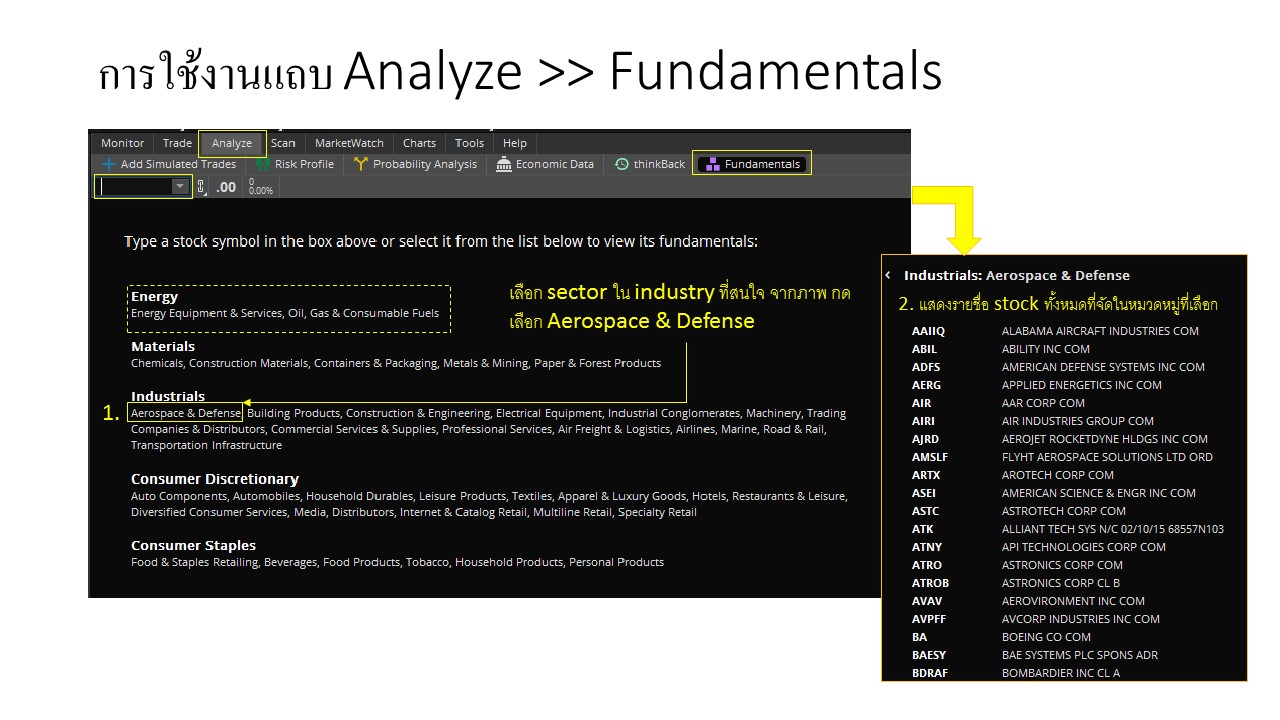 การใช้งานแถบ Analyze >> Fundamentals
Monitor Trade Analyze Scan MarketWatch Charts Tools Help
Add Simulated Trades Risk Profile Probability Analysis Economic Data thinkBack Fundamentals
.00 0 0.00%
Type a stock symbol in the box above or select it from the list below to view its fundamentals:
Energy
Energy Equipment & Services, Oil, Gas & Consumable Fuels
เลือก sector ใน industry ที่สนใจ จากภาพ กด
เลือก Aerospace & Defense
Materials
Chemicals, Construction Materials, Containers & Packaging, Metals & Mining, Paper & Forest Products
Industrials
1. Aerospace & Defense, Building Products, Construction & Engineering, Electrical Equipment, Industrial Conglomerates, Machinery, Trading
Companies & Distributors, Commercial Services & Supplies, Professional Services, Air Freight & Logistics, Airlines, Marine, Road & Rail,
Transportation Infrastructure
Consumer Discretionary
Auto Components, Automobiles, Household Durables, Leisure Products, Textiles, Apparel & Luxury Goods, Hotels, Restaurants & Leisure,
Diversified Consumer Services, Media, Distributors, Internet & Catalog Retail, Multiline Retail, Specialty Retail
Consumer Staples
Food & Staples Retailing, Beverages, Food Products, Tobacco, Household Products, Personal Products
Industrials: Aerospace & Defense
2. แสดงรายชื่อ stock ทั้งหมดที่จัดในหมวดหมู่ที่เลือก
AAIIQ ALABAMA AIRCRAFT INDUSTRIES COM
ABIL ABILITY INC COM
ADFS AMERICAN DEFENSE SYSTEMS INC COM
AERG APPLIED ENERGETICS INC COM
AIR AAR CORP COM
AIRI AIR INDUSTRIES GROUP COM
AJRD AEROJET ROCKETDYNE HLDGS INC COM
AMSLF FLYHT AEROSPACE SOLUTIONS LTD ORD
ARTX AROTECH CORP COM
ASEI AMERICAN SCIENCE & ENGR INC COM
ASTC ASTROTECH CORP COM
ATK ALLIANT TECH SYS N/C 02/10/15 68557N103
ATNY API TECHNOLOGIES CORP COM
ATRO ASTRONICS CORP COM
ATROB ASTRONICS CORP CL B
AVAV AEROVIRONMENT INC COM
AVPFF AVCORP INDUSTRIES INC COM
BA BOEING CO COM
BAESY BAE SYSTEMS PLC SPONS ADR
BDRAF BOMBARDIER INC CL A